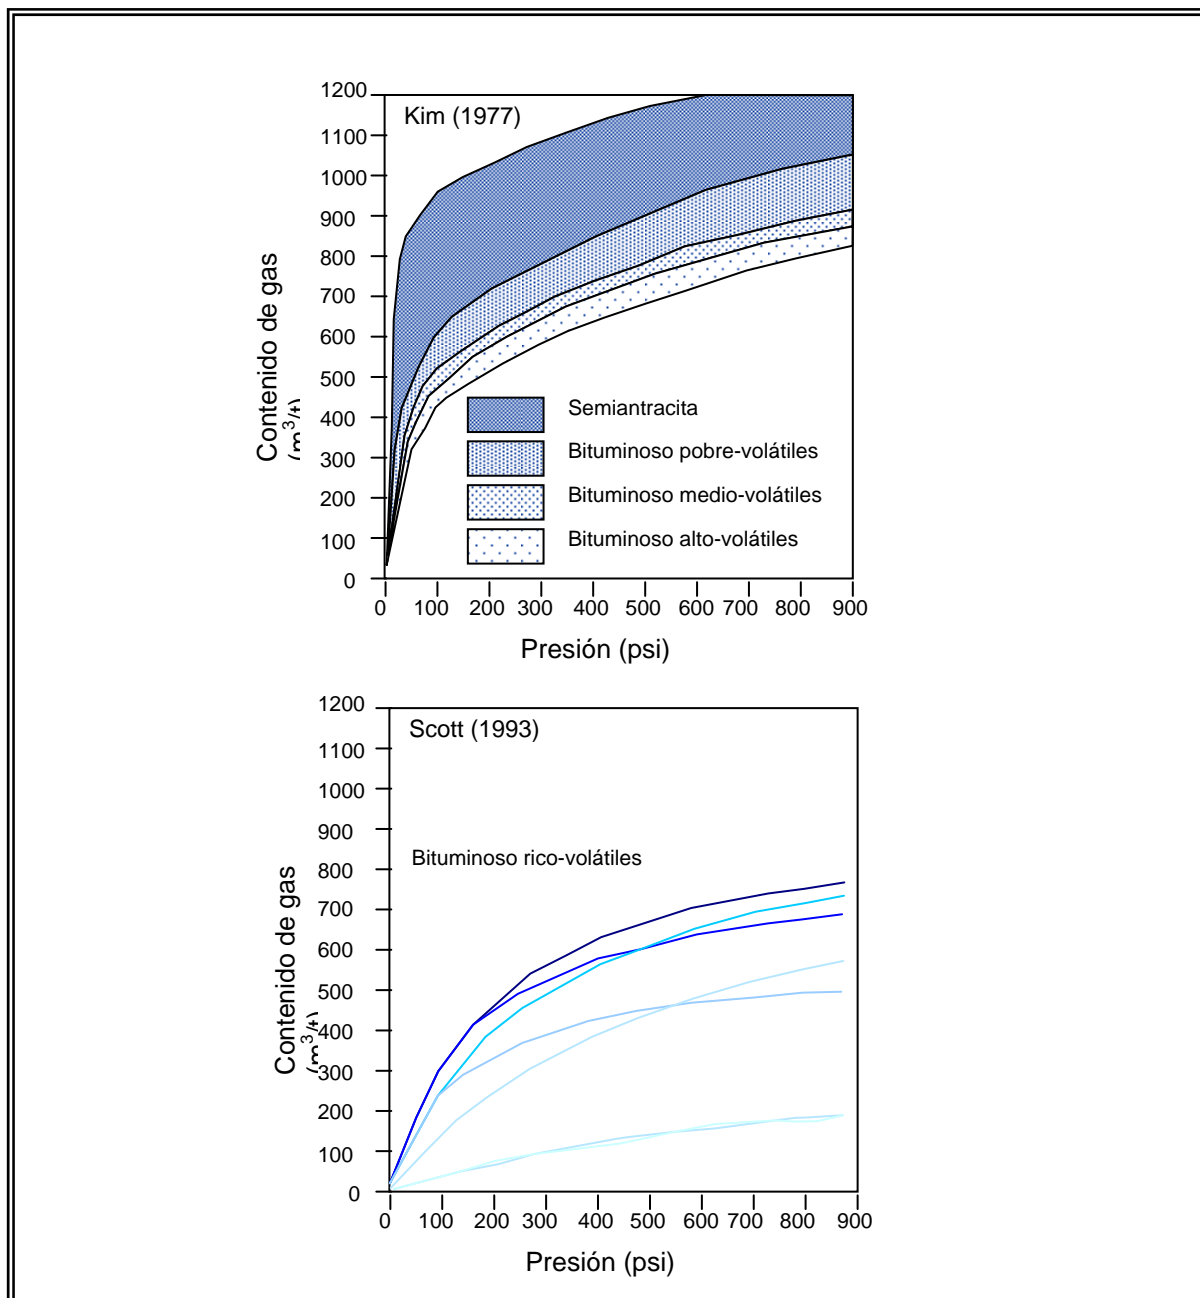 Kim (1977)
1200
1100
1000
900
800
700
600
500
400
300
200
100
0
Contenido de gas
(m³/t)
Semiantracita
Bituminoso pobre-volátiles
Bituminoso medio-volátiles
Bituminoso alto-volátiles
0 100 200 300 400 500 600 700 800 900
Presión (psi)
Scott (1993)
1200
1100
1000
900
800
700
600
500
400
300
200
100
0
Contenido de gas
(m³/t)
Bituminoso rico-volátiles
0 100 200 300 400 500 600 700 800 900
Presión (psi)